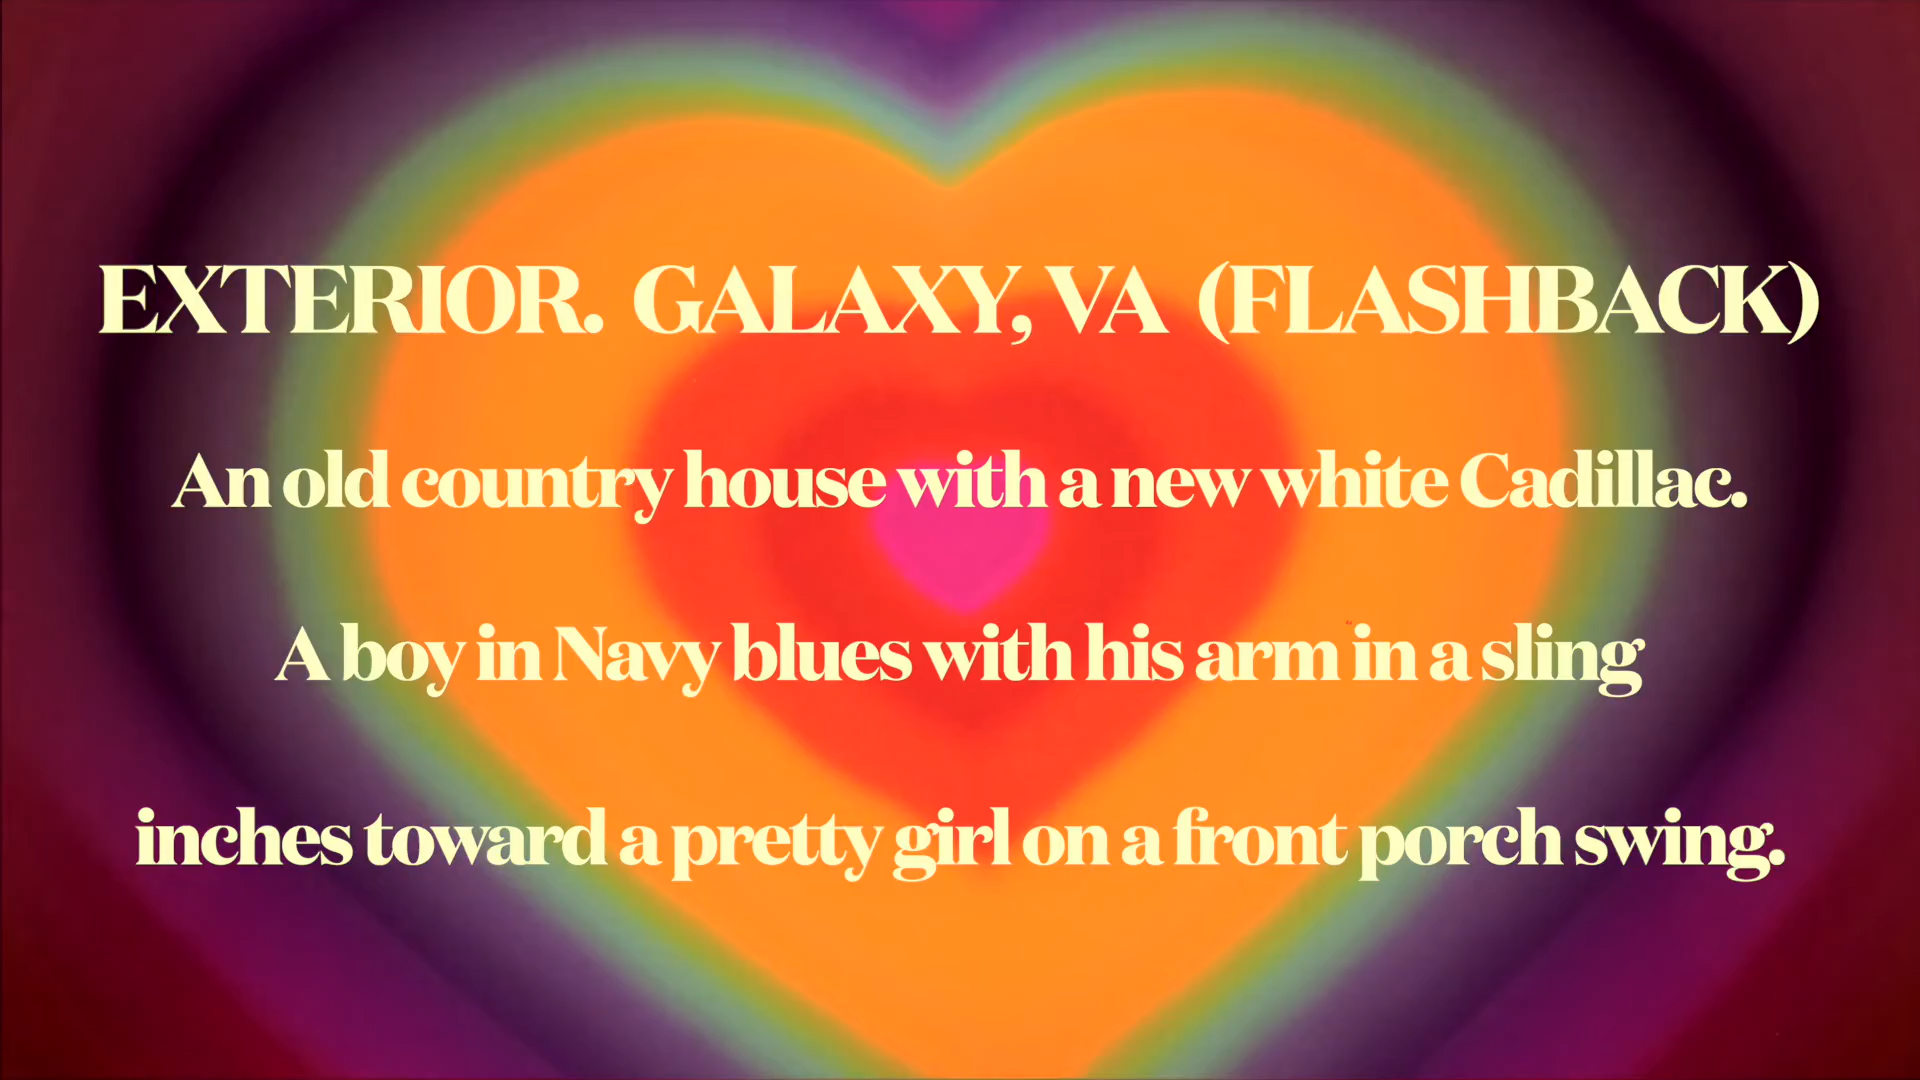 EXTERIOR. GALAXY, VA (FLASHBACK)
An old country house with a new white Cadillac.
A boy in Navy blues with his arm in a sling
inches toward a pretty girl on a front porch swing.